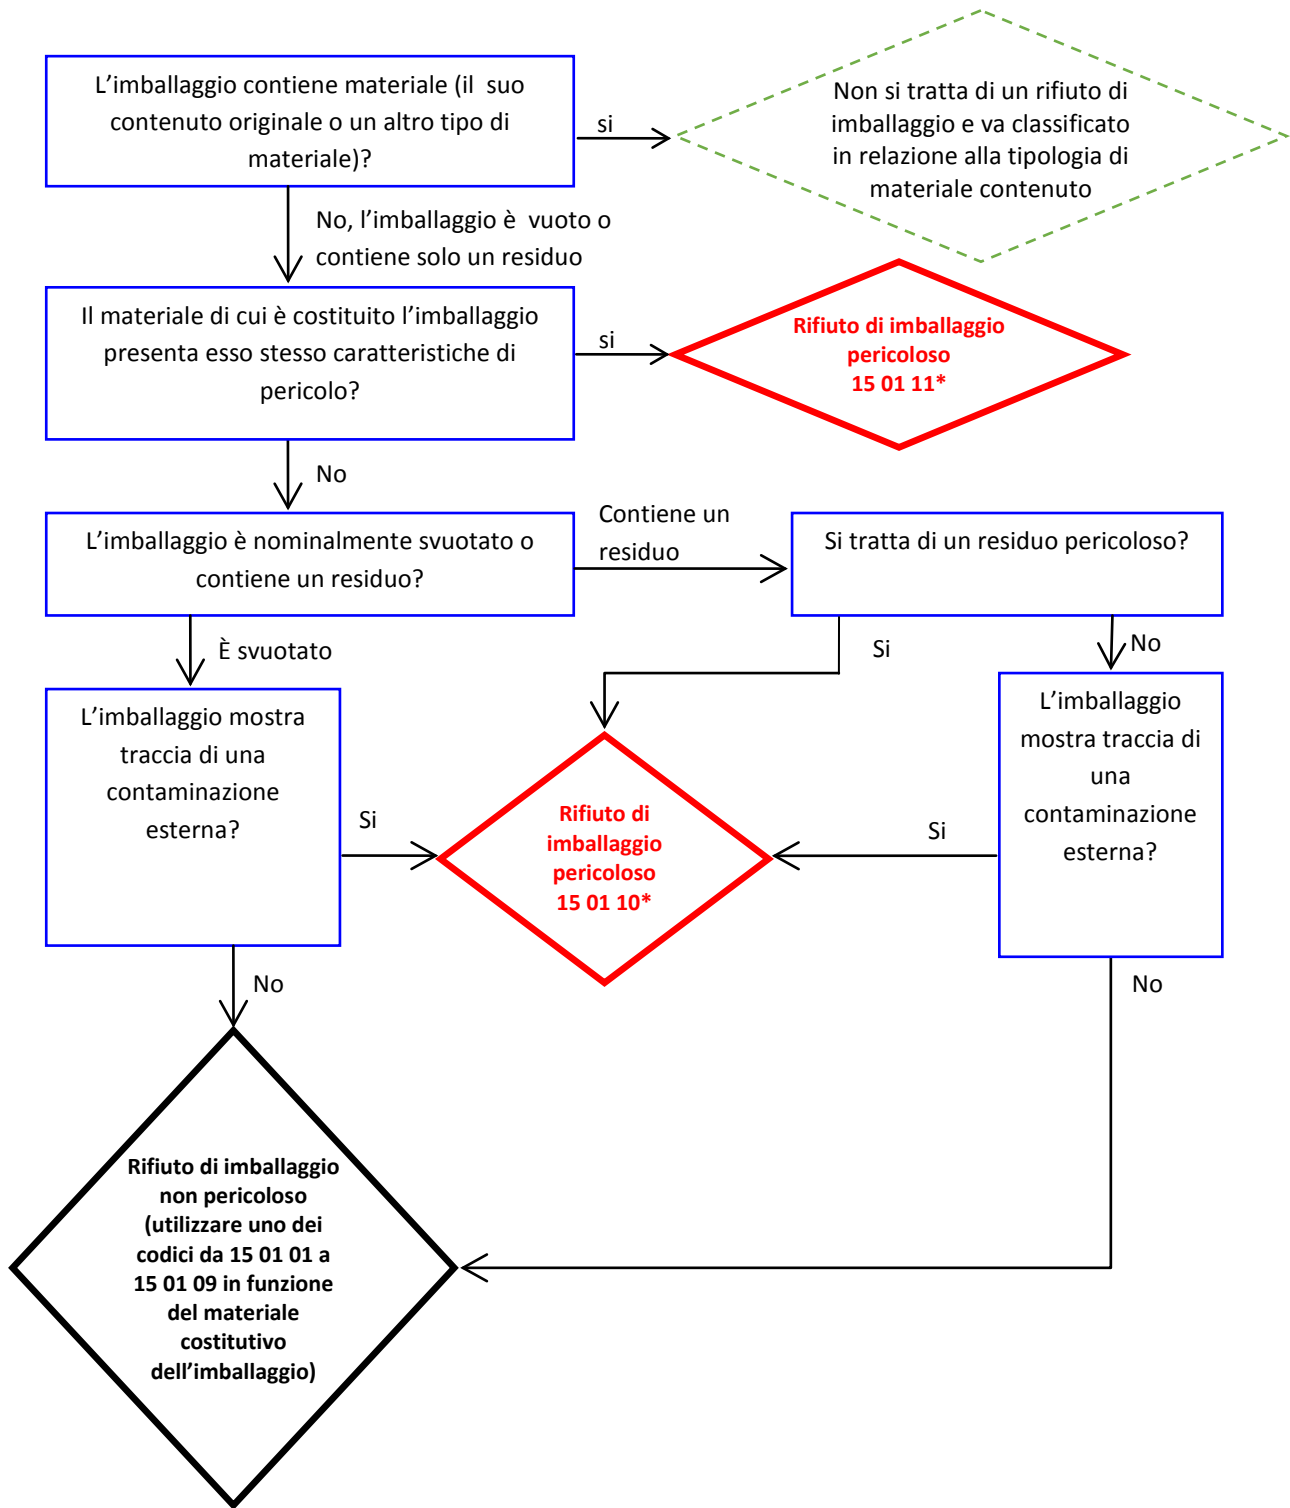 L’imballaggio contiene materiale (il suo
contenuto originale o un altro tipo di
materiale)?
si
Non si tratta di un rifiuto di
imballaggio e va classificato
in relazione alla tipologia di
materiale contenuto
No, l’imballaggio è vuoto o
contiene solo un residuo
Il materiale di cui è costituito l’imballaggio
presenta esso stesso caratteristiche di
pericolo?
si
Rifiuto di imballaggio
pericoloso
15 01 11*
No
L’imballaggio è nominalmente svuotato o
contiene un residuo?
Contiene un
residuo
Si tratta di un residuo pericoloso?
È svuotato
Si
No
L’imballaggio mostra
traccia di una
contaminazione
esterna?
Si
Rifiuto di
imballaggio
pericoloso
15 01 10*
Si
L’imballaggio
mostra traccia di
una
contaminazione
esterna?
No
No
Rifiuto di imballaggio
non pericoloso
(utilizzare uno dei
codici da 15 01 01 a
15 01 09 in funzione
del materiale
costitutivo
dell’imballaggio)